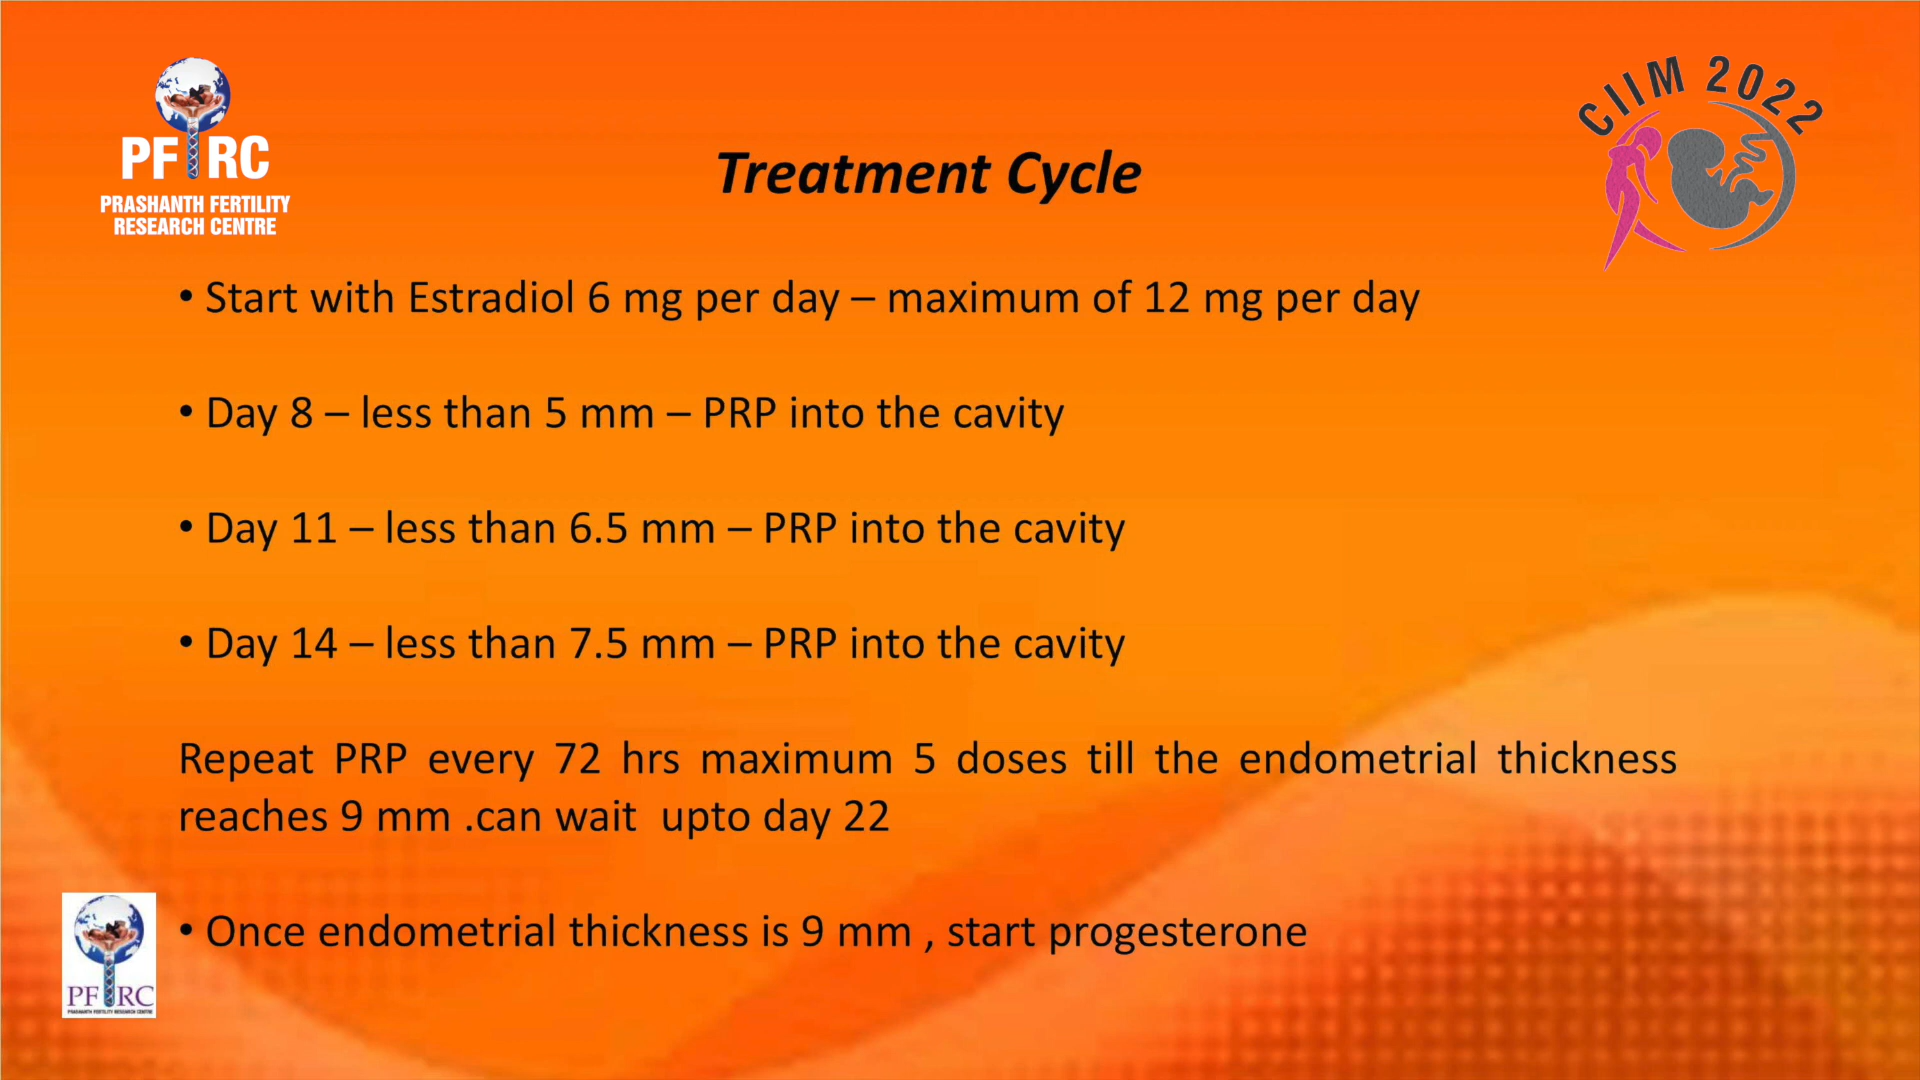 PF RC
PRASHANTH FERTILITY
RESEARCH CENTRE
CIIM 2022
Treatment Cycle
• Start with Estradiol 6 mg per day – maximum of 12 mg per day
• Day 8 – less than 5 mm – PRP into the cavity
• Day 11 – less than 6.5 mm – PRP into the cavity
• Day 14 – less than 7.5 mm – PRP into the cavity
Repeat PRP every 72 hrs maximum 5 doses till the endometrial thickness
reaches 9 mm .can wait  upto day 22
• Once endometrial thickness is 9 mm , start progesterone
PF RC
PRASHANTH FERTILITY RESEARCH CENTRE